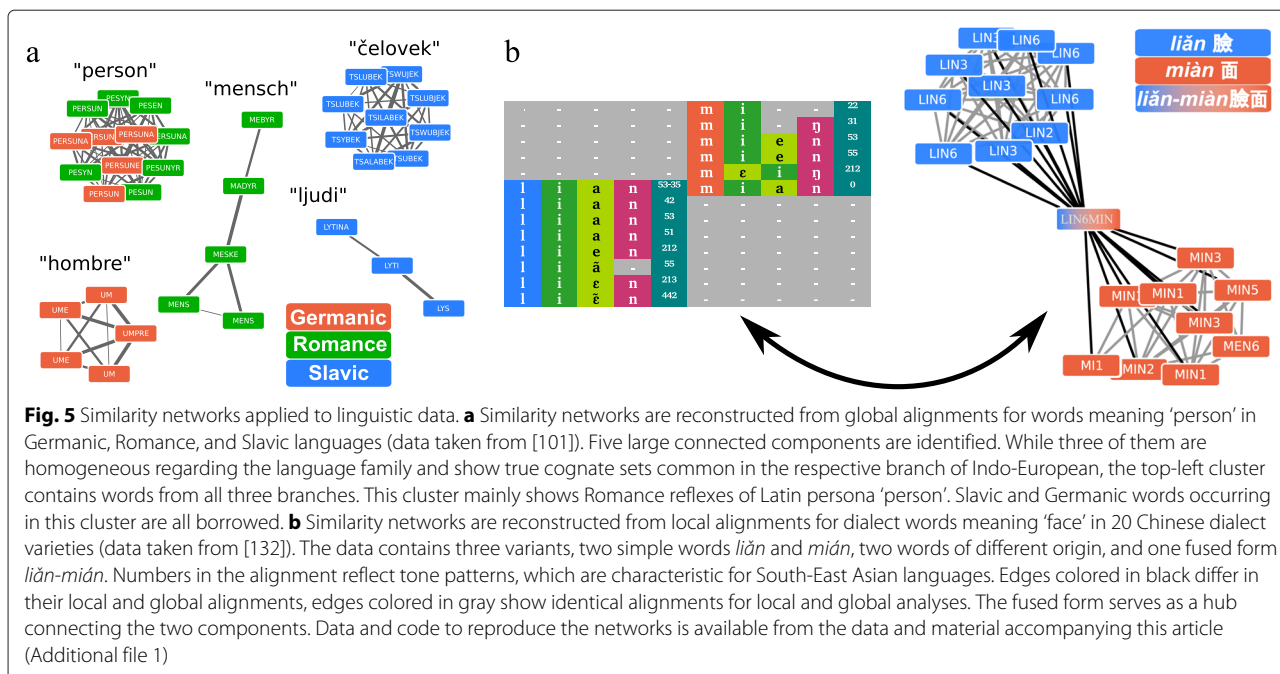 a
"person"
PESYN
PERSUN
PESEN
PERSUNA
PERSUNA
PERSUNA
PERSUNE
PESYN
PESUNYR
PERSUN
PESUN
"mensch"
MEBYR
MADYR
MESKE
MENS
MENS
"čelovek"
TSLUBEK
TSWUJEK
TSLUBEK
TSLUBJEK
TSILABEK
TSYBEK
TSWUBJEK
TSALABEK
TSUBEK
"ljudi"
LYTINA
LYTI
LYS
"hombre"
UM
UME
UMPRE
UME
UM
Germanic
Romance
Slavic
b
- - - - - m i - - 22
- - - - - m i - ŋ 31
- - - - - m i e n 53
- - - - - m i e n 55
- - - - - m ɛ i ŋ 212
l i a n 53-35 m i a n 0
l i a n 42 - - - - -
l i a n 53 - - - - -
l i a n 51 - - - - -
l i e n 212 - - - - -
l i ã - 55 - - - - -
l i ɛ n 213 - - - - -
l i ɛ̃ n 442 - - - - -
LIN3
LIN6
LIN6
LIN3
LIN3
LIN6
LIN6
LIN2
LIN6
LIN3
LIN6MIN
MIN3
MIN1
MIN5
MIN3
MEN6
MI1
MIN2
MIN1
liǎn 臉
miàn 面
liǎn-miàn臉面
Fig. 5 Similarity networks applied to linguistic data. a Similarity networks are reconstructed from global alignments for words meaning ‘person’ in
Germanic, Romance, and Slavic languages (data taken from [101]). Five large connected components are identified. While three of them are
homogeneous regarding the language family and show true cognate sets common in the respective branch of Indo-European, the top-left cluster
contains words from all three branches. This cluster mainly shows Romance reflexes of Latin persona ‘person’. Slavic and Germanic words occurring
in this cluster are all borrowed. b Similarity networks are reconstructed from local alignments for dialect words meaning ‘face’ in 20 Chinese dialect
varieties (data taken from [132]). The data contains three variants, two simple words liǎn and mián, two words of different origin, and one fused form
liǎn-mián. Numbers in the alignment reflect tone patterns, which are characteristic for South-East Asian languages. Edges colored in black differ in
their local and global alignments, edges colored in gray show identical alignments for local and global analyses. The fused form serves as a hub
connecting the two components. Data and code to reproduce the networks is available from the data and material accompanying this article
(Additional file 1)